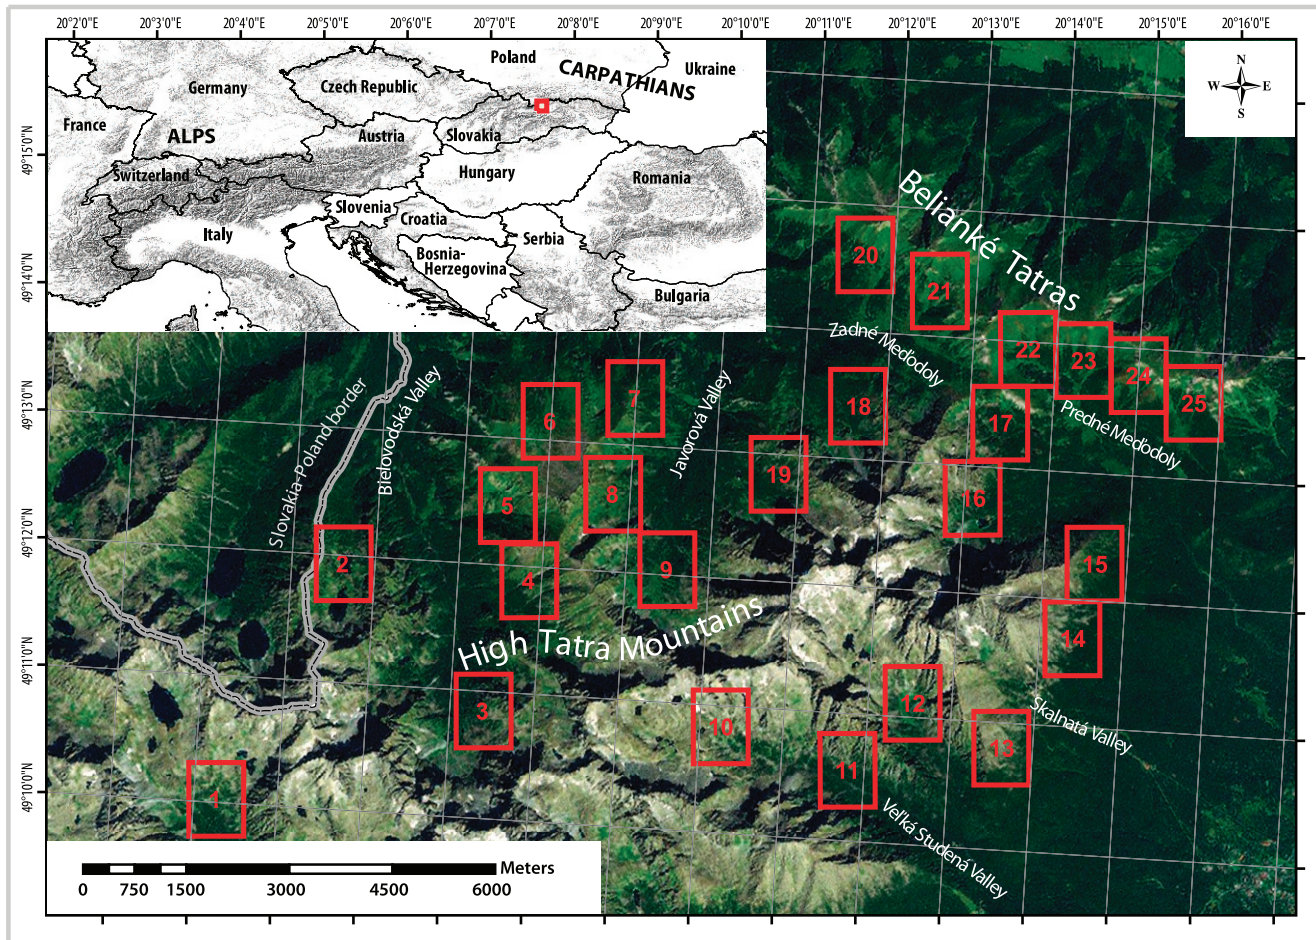 20°2'0"E 20°3'0"E 20°4'0"E 20°5'0"E 20°6'0"E 20°7'0"E 20°8'0"E 20°9'0"E 20°10'0"E 20°11'0"E 20°12'0"E 20°13'0"E 20°14'0"E 20°15'0"E 20°16'0"E
49°15'0"N
49°14'0"N
49°13'0"N
49°12'0"N
49°11'0"N
49°10'0"N
Poland
CARPATHIANS
Ukraine
Germany
Czech Republic
France
ALPS
Austria
Slovakia
Switzerland
Hungary
Romania
Slovenia
Croatia
Italy
Serbia
Bosnia-
Herzegovina
Bulgaria
N
W E
S
Belianké Tatras
20
21
Zadné Meďodoly
22
23
24
25
Predné Meďodoly
Slovakia-Poland border
Bielovodská Valley
6
7
Javorová Valley
18
17
5
8
19
16
2
4
9
15
High Tatra Mountains
14
3
10
12
13
Skalnatá Valley
1
11
Veľká Studená Valley
Meters
0 750 1500 3000 4500 6000